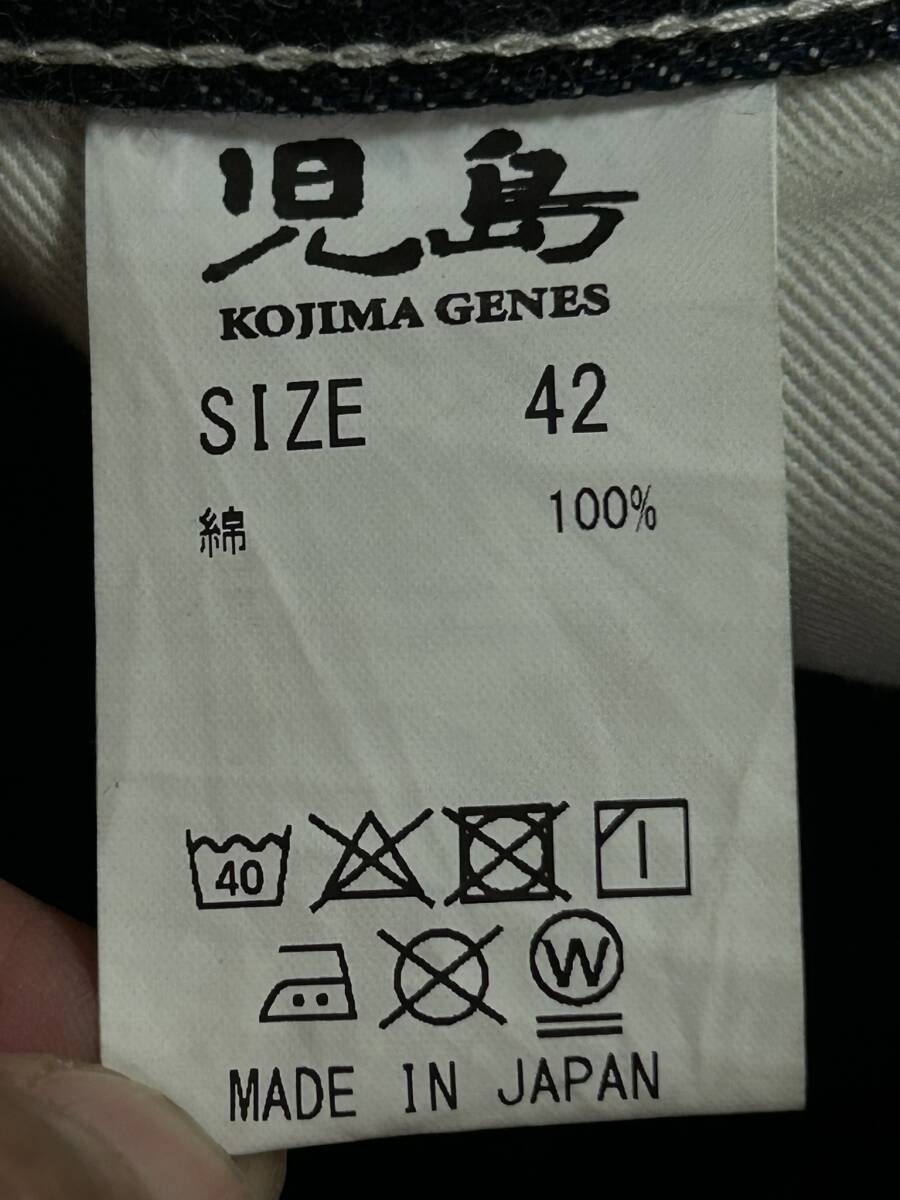 児島
KOJIMA GENES
SIZE 42
綿 100%
40
W
MADE IN JAPAN